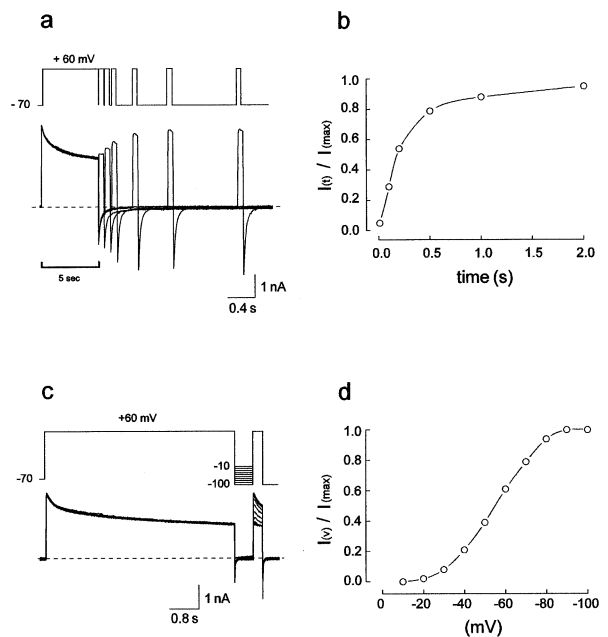 a
+ 60 mV
- 70
5 sec
1 nA
0.4 s
b
I(t) / I(max)
1.0
0.8
0.6
0.4
0.2
0.0
0.0 0.5 1.0 1.5 2.0
time (s)
c
+60 mV
-70
-10
-100
1 nA
0.8 s
d
I(v) / I(max)
1.0
0.8
0.6
0.4
0.2
0.0
0 -20 -40 -60 -80 -100
(mV)